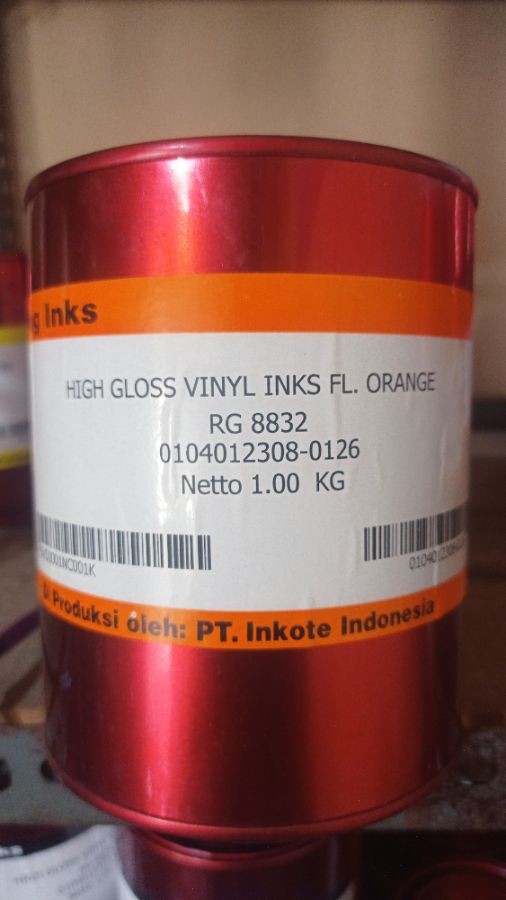 Inks
HIGH GLOSS VINYL INKS FL. ORANGE
RG 8832
0104012308-0126
Netto 1.00 KG
Di Produksi oleh: PT. Inkote Indonesia